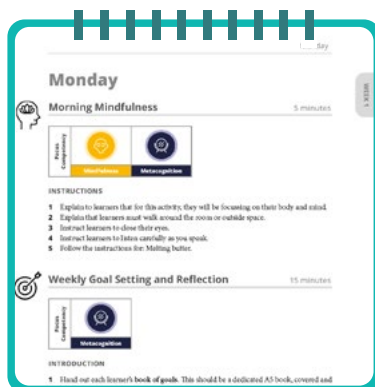 ____day
Monday
WEEK 1
Morning Mindfulness 5 minutes
Focus Competency
Mindfulness Metacognitive
INSTRUCTIONS
1 Explain to learners that for this activity, they will be focussing on their body and mind.
2 Explain that learners must walk around the room or outside space.
3 Instruct learners to close their eyes.
4 Instruct learners to listen carefully as you speak.
5 Follow the instructions for: Melting butter.
Weekly Goal Setting and Reflection 15 minutes
Focus Competency
Metacognitive
INTRODUCTION
1 Hand out each learner's book of goals. This should be a dedicated A5 book, covered and